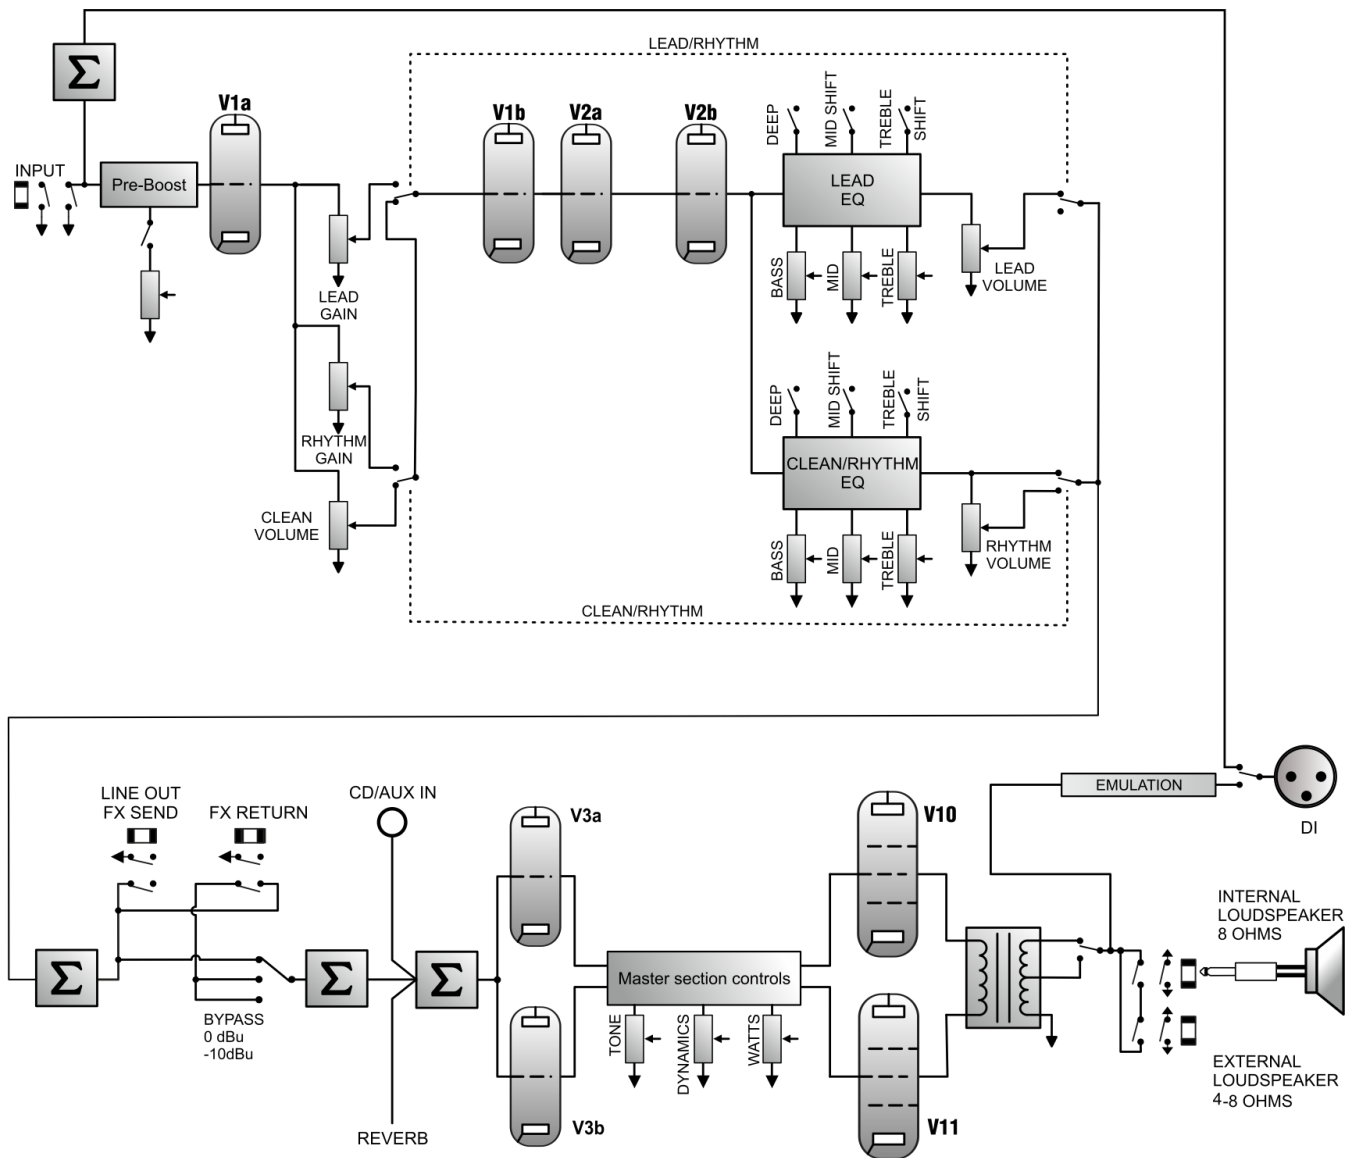 LEAD/RHYTHM
Σ
V1a
V1b
V2a
V2b
DEEP
MID SHIFT
TREBLE
SHIFT
INPUT
Pre-Boost
LEAD
EQ
BASS
MID
TREBLE
LEAD
VOLUME
LEAD
GAIN
DEEP
MID SHIFT
TREBLE
SHIFT
RHYTHM
GAIN
CLEAN/RHYTHM
EQ
CLEAN
VOLUME
BASS
MID
TREBLE
RHYTHM
VOLUME
CLEAN/RHYTHM
EMULATION
DI
LINE OUT
FX SEND
FX RETURN
CD/AUX IN
V3a
V10
INTERNAL
LOUDSPEAKER
8 OHMS
Σ
Σ
Σ
Master section controls
BYPASS
0 dBu
-10dBu
TONE
DYNAMICS
WATTS
EXTERNAL
LOUDSPEAKER
4-8 OHMS
REVERB
V3b
V11